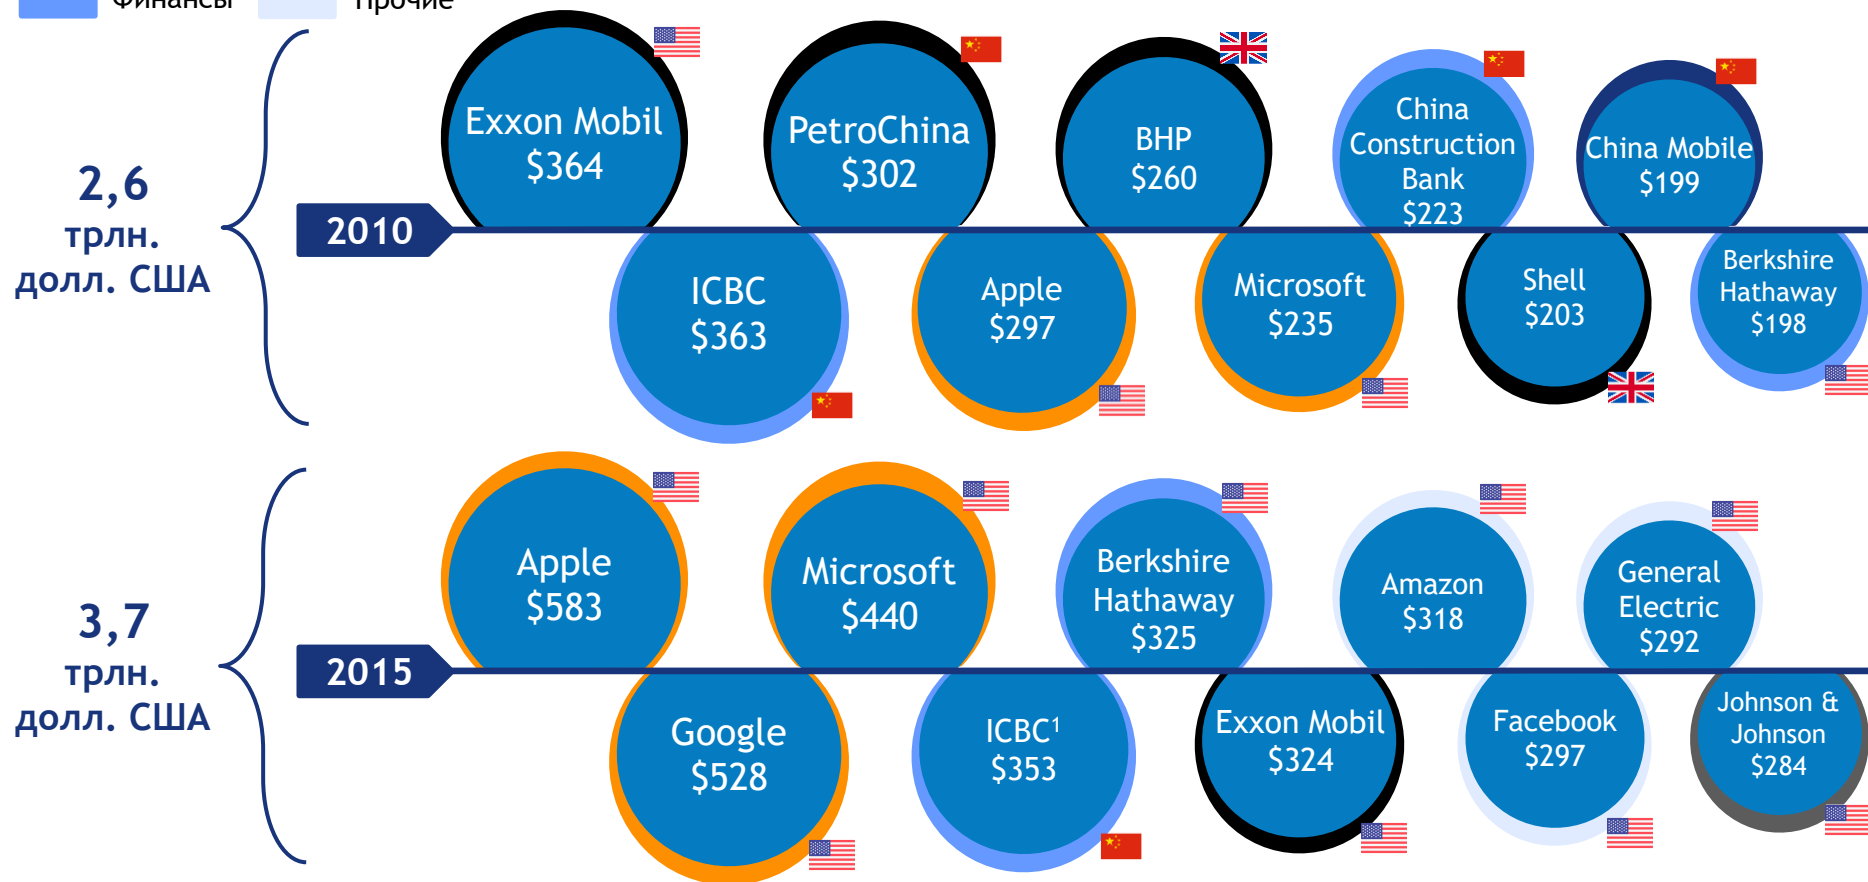 Финансы
Прочие
2,6
трлн.
долл. США
2010
Exxon Mobil
$364
ICBC
$363
PetroChina
$302
Apple
$297
BHP
$260
Microsoft
$235
China
Construction
Bank
$223
Shell
$203
China Mobile
$199
Berkshire
Hathaway
$198
3,7
трлн.
долл. США
2015
Apple
$583
Google
$528
Microsoft
$440
ICBC¹
$353
Berkshire
Hathaway
$325
Exxon Mobil
$324
Amazon
$318
Facebook
$297
General
Electric
$292
Johnson &
Johnson
$284